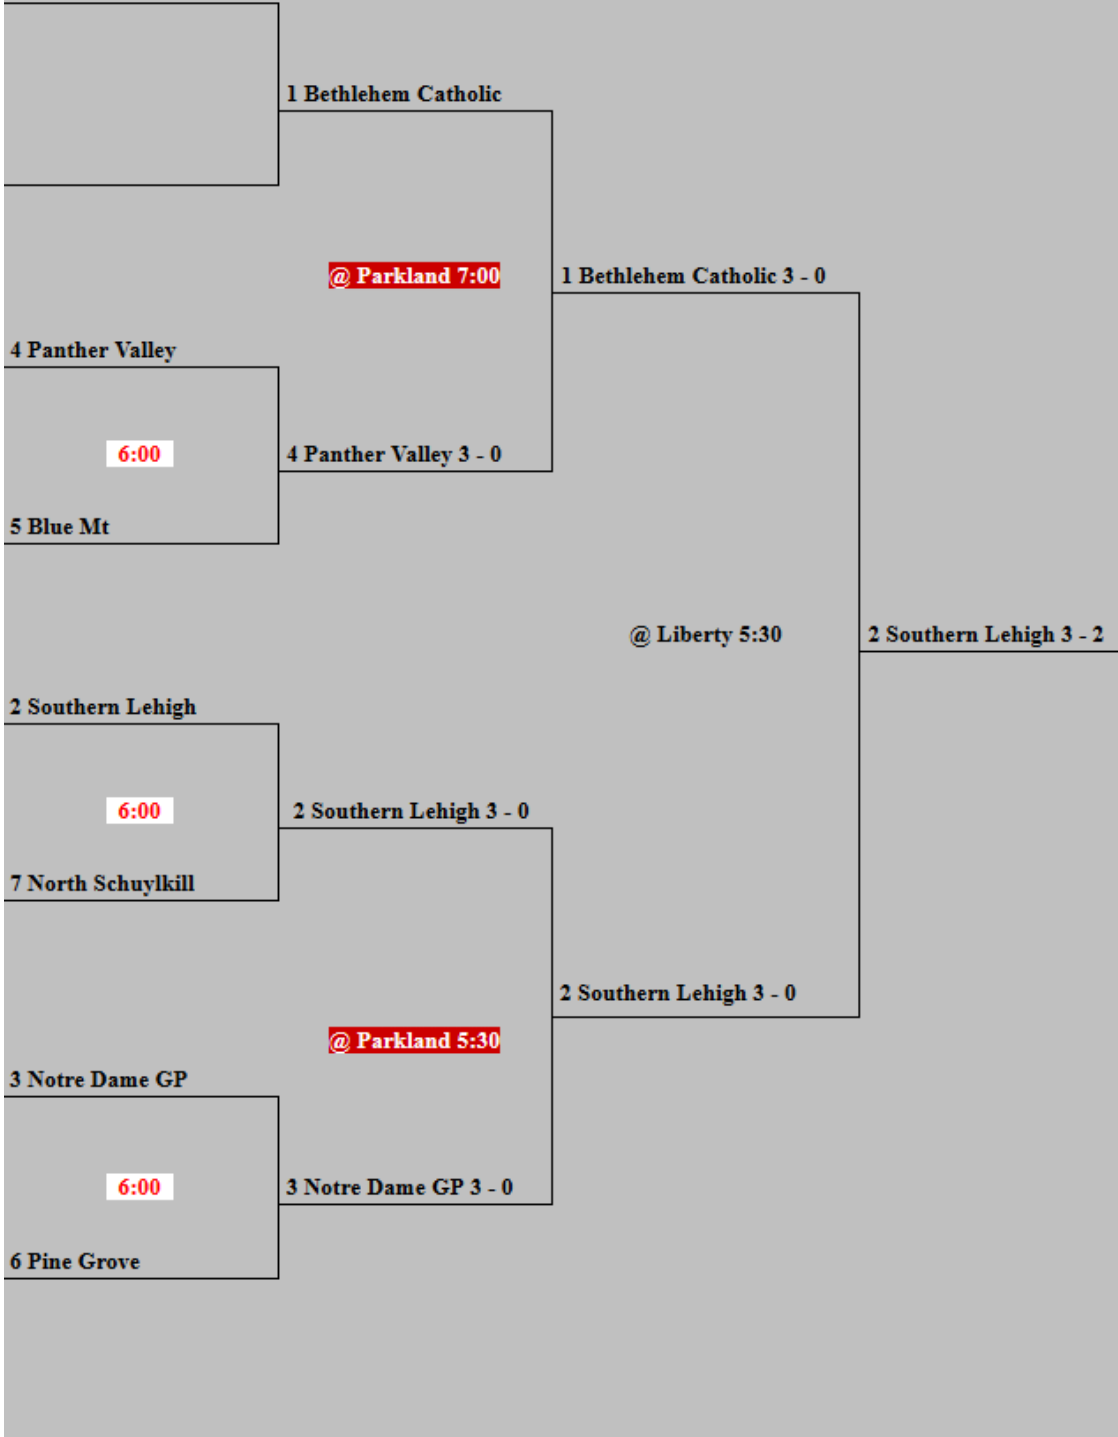 1 Bethlehem Catholic
@ Parkland 7:00
1 Bethlehem Catholic 3 - 0
4 Panther Valley
6:00
4 Panther Valley 3 - 0
5 Blue Mt
@ Liberty 5:30
2 Southern Lehigh 3 - 2
2 Southern Lehigh
6:00
2 Southern Lehigh 3 - 0
7 North Schuylkill
2 Southern Lehigh 3 - 0
@ Parkland 5:30
3 Notre Dame GP
6:00
3 Notre Dame GP 3 - 0
6 Pine Grove